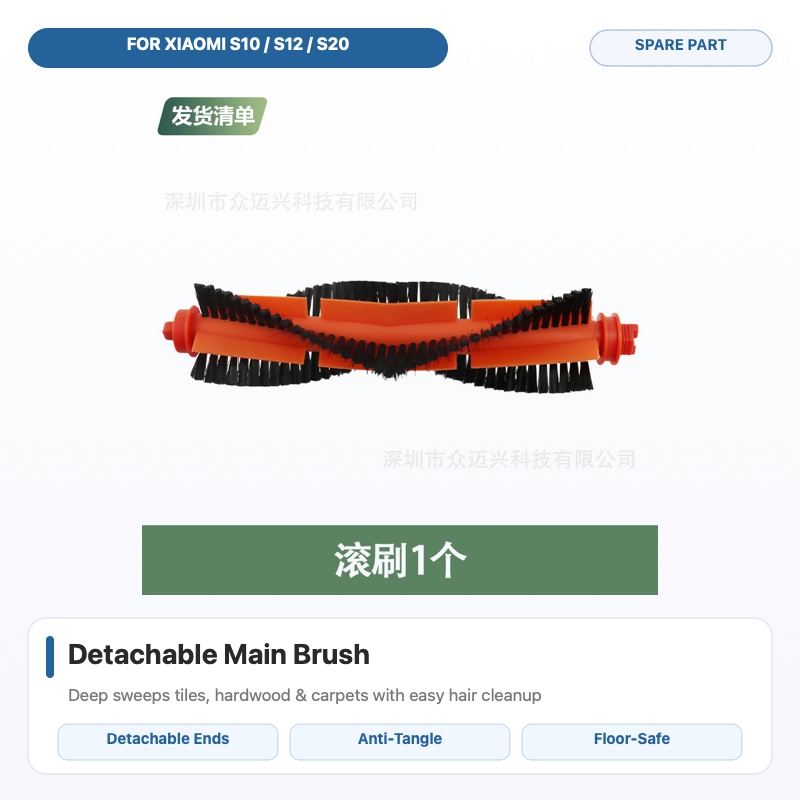 FOR XIAOMI S10 / S12 / S20
SPARE PART
发货清单
深圳市众迈兴科技有限公司
深圳市众迈兴科技有限公司
滚刷1个
Detachable Main Brush
Deep sweeps tiles, hardwood & carpets with easy hair cleanup
Detachable Ends
Anti-Tangle
Floor-Safe